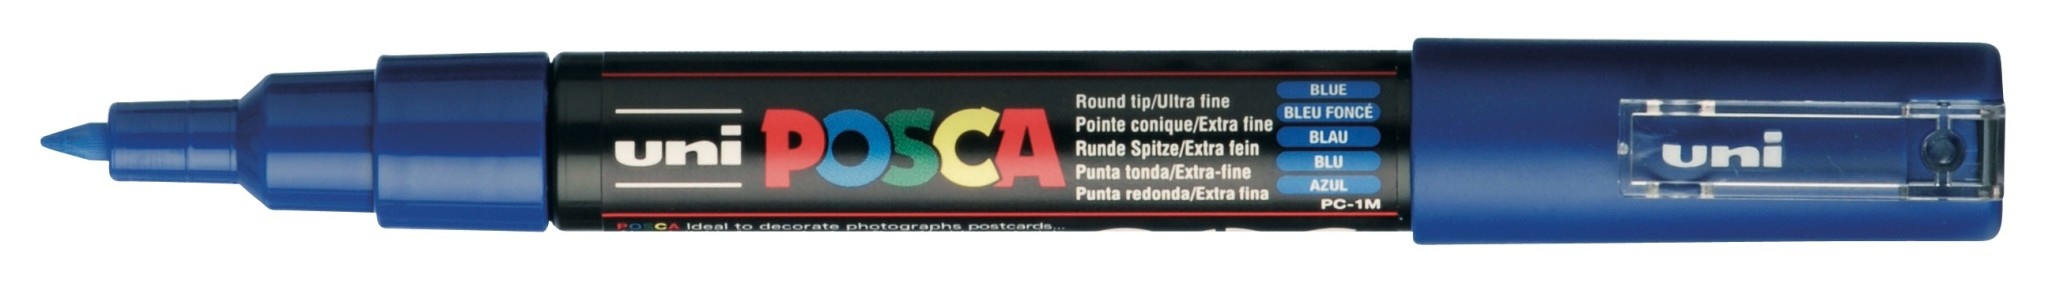 uni
POSCA
Round tip/Ultra fine
Pointe conique/Extra fine
Runde Spitze/Extra fein
Punta tonda/Extra-fine
Punta redonda/Extra fina
BLUE
BLEU FONCÉ
BLAU
BLU
AZUL
PC-1M
POSCA Ideal to decorate photographs postcards...
uni